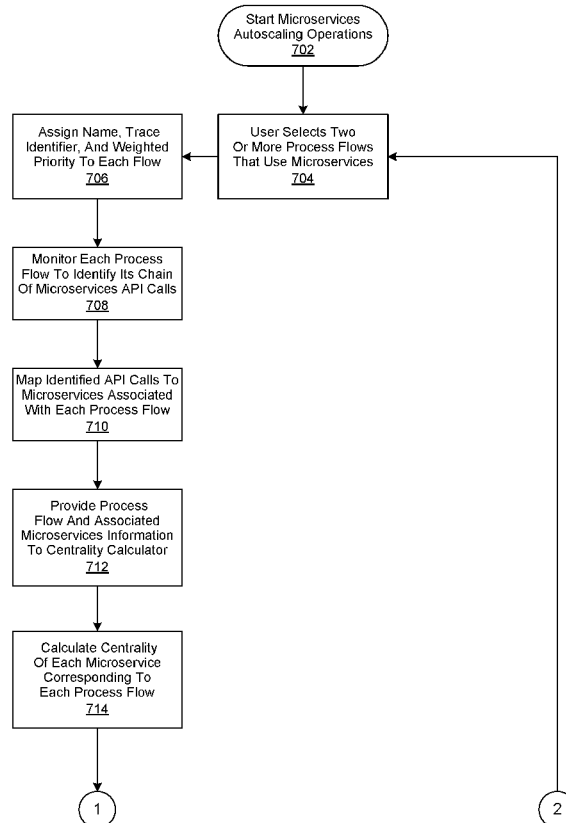 Start Microservices
Autoscaling Operations
702
User Selects Two
Or More Process Flows
That Use Microservices
704
Assign Name, Trace
Identifier, And Weighted
Priority To Each Flow
706
Monitor Each Process
Flow To Identify Its Chain
Of Microservices API Calls
708
Map Identified API Calls To
Microservices Associated
With Each Process Flow
710
Provide Process
Flow And Associated
Microservices Information
To Centrality Calculator
712
Calculate Centrality
Of Each Microservice
Corresponding To
Each Process Flow
714
1
2